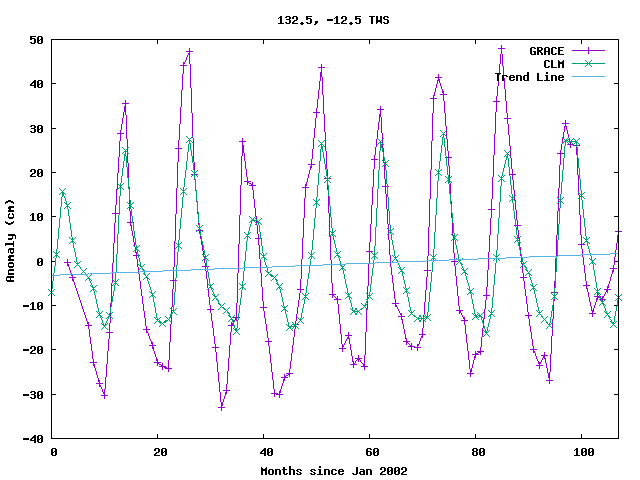 132.5, -12.5 TWS
GRACE
CLM
Trend Line
50
40
30
20
10
0
-10
-20
-30
-40
Anomaly (cm)
0 20 40 60 80 100
Months since Jan 2002